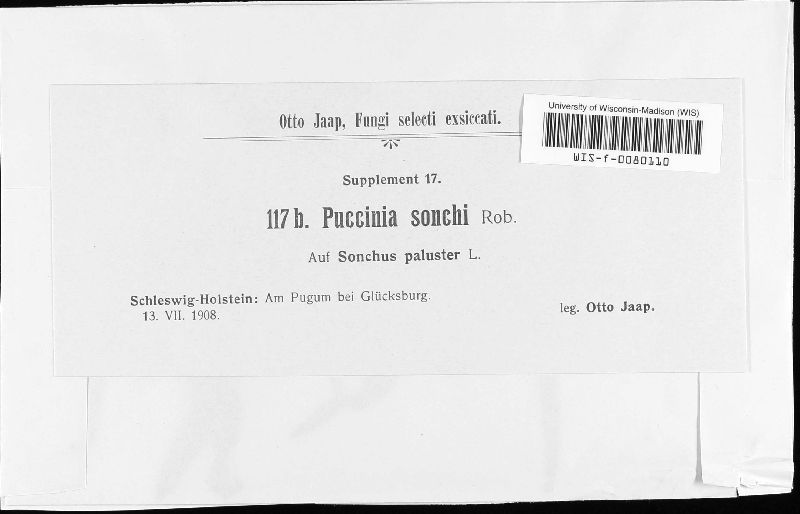 Otto Jaap, Fungi selecti exsiccati.
University of Wisconsin-Madison (WIS)
WIS-f-0080110
Supplement 17.
117 b. Puccinia sonchi Rob.
Auf Sonchus paluster L.
Schleswig-Holstein: Am Pugum bei Glücksburg.
13. VII. 1908.
leg. Otto Jaap.